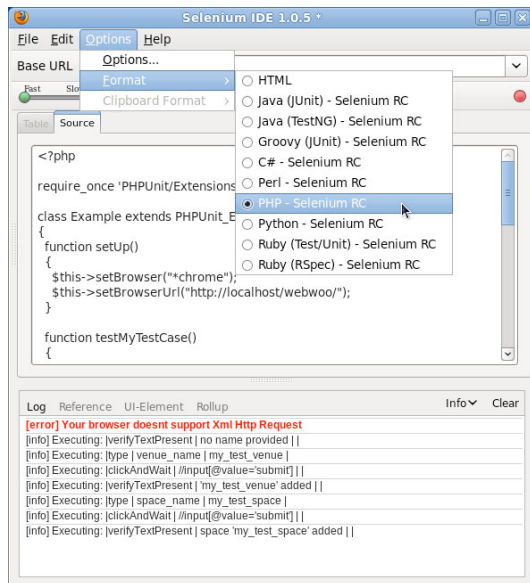 Selenium IDE 1.0.5 *
File Edit Options Help
Base URL
Options...
Format
Clipboard Format
HTML
Java (JUnit) - Selenium RC
Java (TestNG) - Selenium RC
Groovy (JUnit) - Selenium RC
C# - Selenium RC
Perl - Selenium RC
PHP - Selenium RC
Python - Selenium RC
Ruby (Test/Unit) - Selenium RC
Ruby (RSpec) - Selenium RC
Fast Slo
Table Source
<?php
require_once 'PHPUnit/Extensions
class Example extends PHPUnit_E
{
function setUp()
{
$this->setBrowser("*chrome");
$this->setBrowserUrl("http://localhost/webwoo/");
}
function testMyTestCase()
{
Log Reference UI-Element Rollup Info Clear
[error] Your browser doesnt support Xml Http Request
[info] Executing: |verifyTextPresent | no name provided | |
[info] Executing: |type | venue_name | my_test_venue |
[info] Executing: |clickAndWait | //input[@value='submit'] | |
[info] Executing: |verifyTextPresent | 'my_test_venue' added | |
[info] Executing: |type | space_name | my_test_space |
[info] Executing: |clickAndWait | //input[@value='submit'] | |
[info] Executing: |verifyTextPresent | space 'my_test_space' added | |